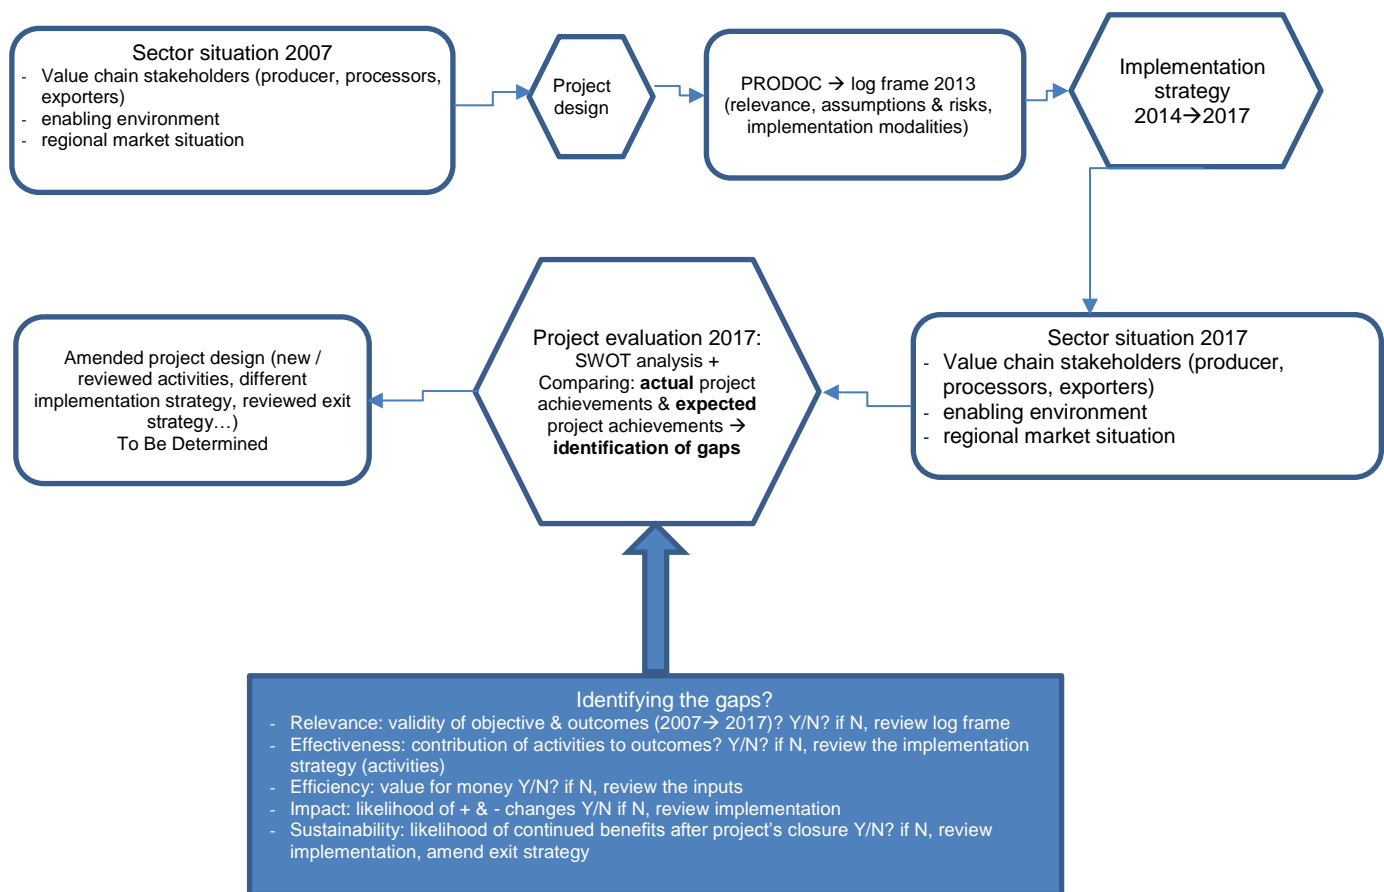 Sector situation 2007
- Value chain stakeholders (producer, processors,
exporters)
- enabling environment
- regional market situation
Project
design
PRODOC → log frame 2013
(relevance, assumptions & risks,
implementation modalities)
Implementation
strategy
2014→2017
Amended project design (new /
reviewed activities, different
implementation strategy, reviewed exit
strategy…)
To Be Determined
Project evaluation 2017:
SWOT analysis +
Comparing: actual project
achievements & expected
project achievements →
identification of gaps
Sector situation 2017
- Value chain stakeholders (producer,
processors, exporters)
- enabling environment
- regional market situation
Identifying the gaps?
- Relevance: validity of objective & outcomes (2007→ 2017)? Y/N? if N, review log frame
- Effectiveness: contribution of activities to outcomes? Y/N? if N, review the implementation
strategy (activities)
- Efficiency: value for money Y/N? if N, review the inputs
- Impact: likelihood of + & - changes Y/N if N, review implementation
- Sustainability: likelihood of continued benefits after project's closure Y/N? if N, review
implementation, amend exit strategy